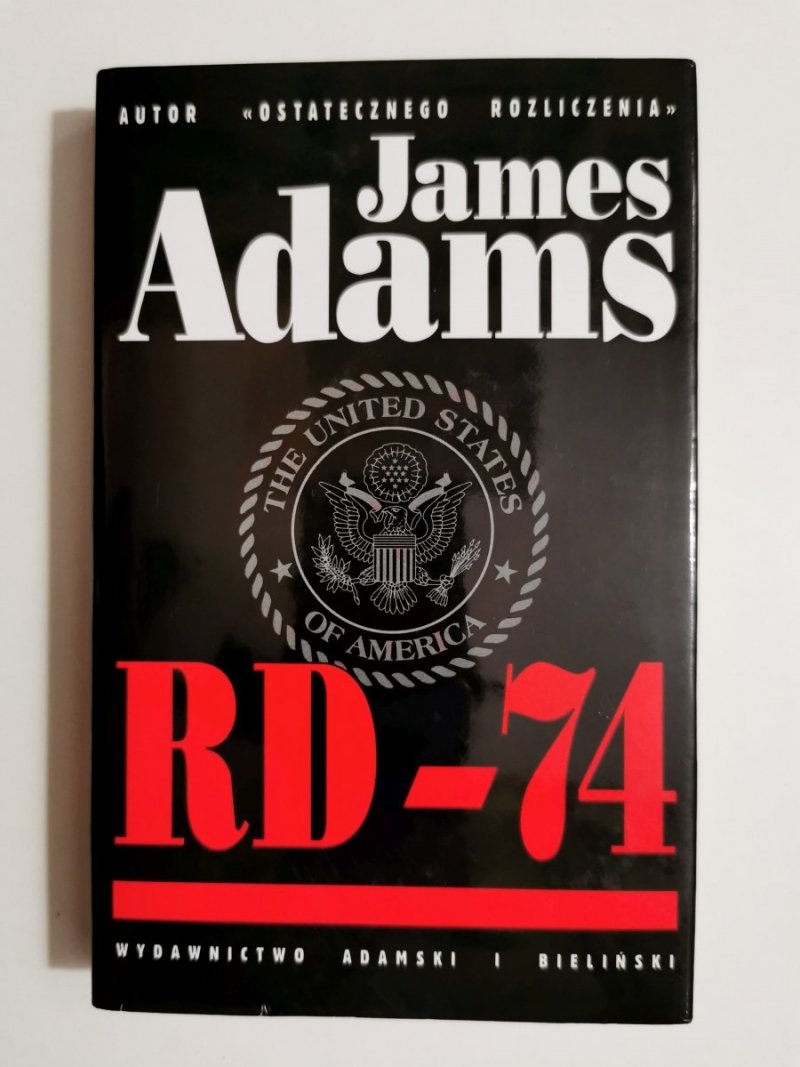 AUTOR «OSTATECZNEGO ROZLICZENIA»
James
Adams
THE UNITED STATES
OF AMERICA
RD-74
WYDAWNICTWO ADAMSKI I BIELIŃSKI